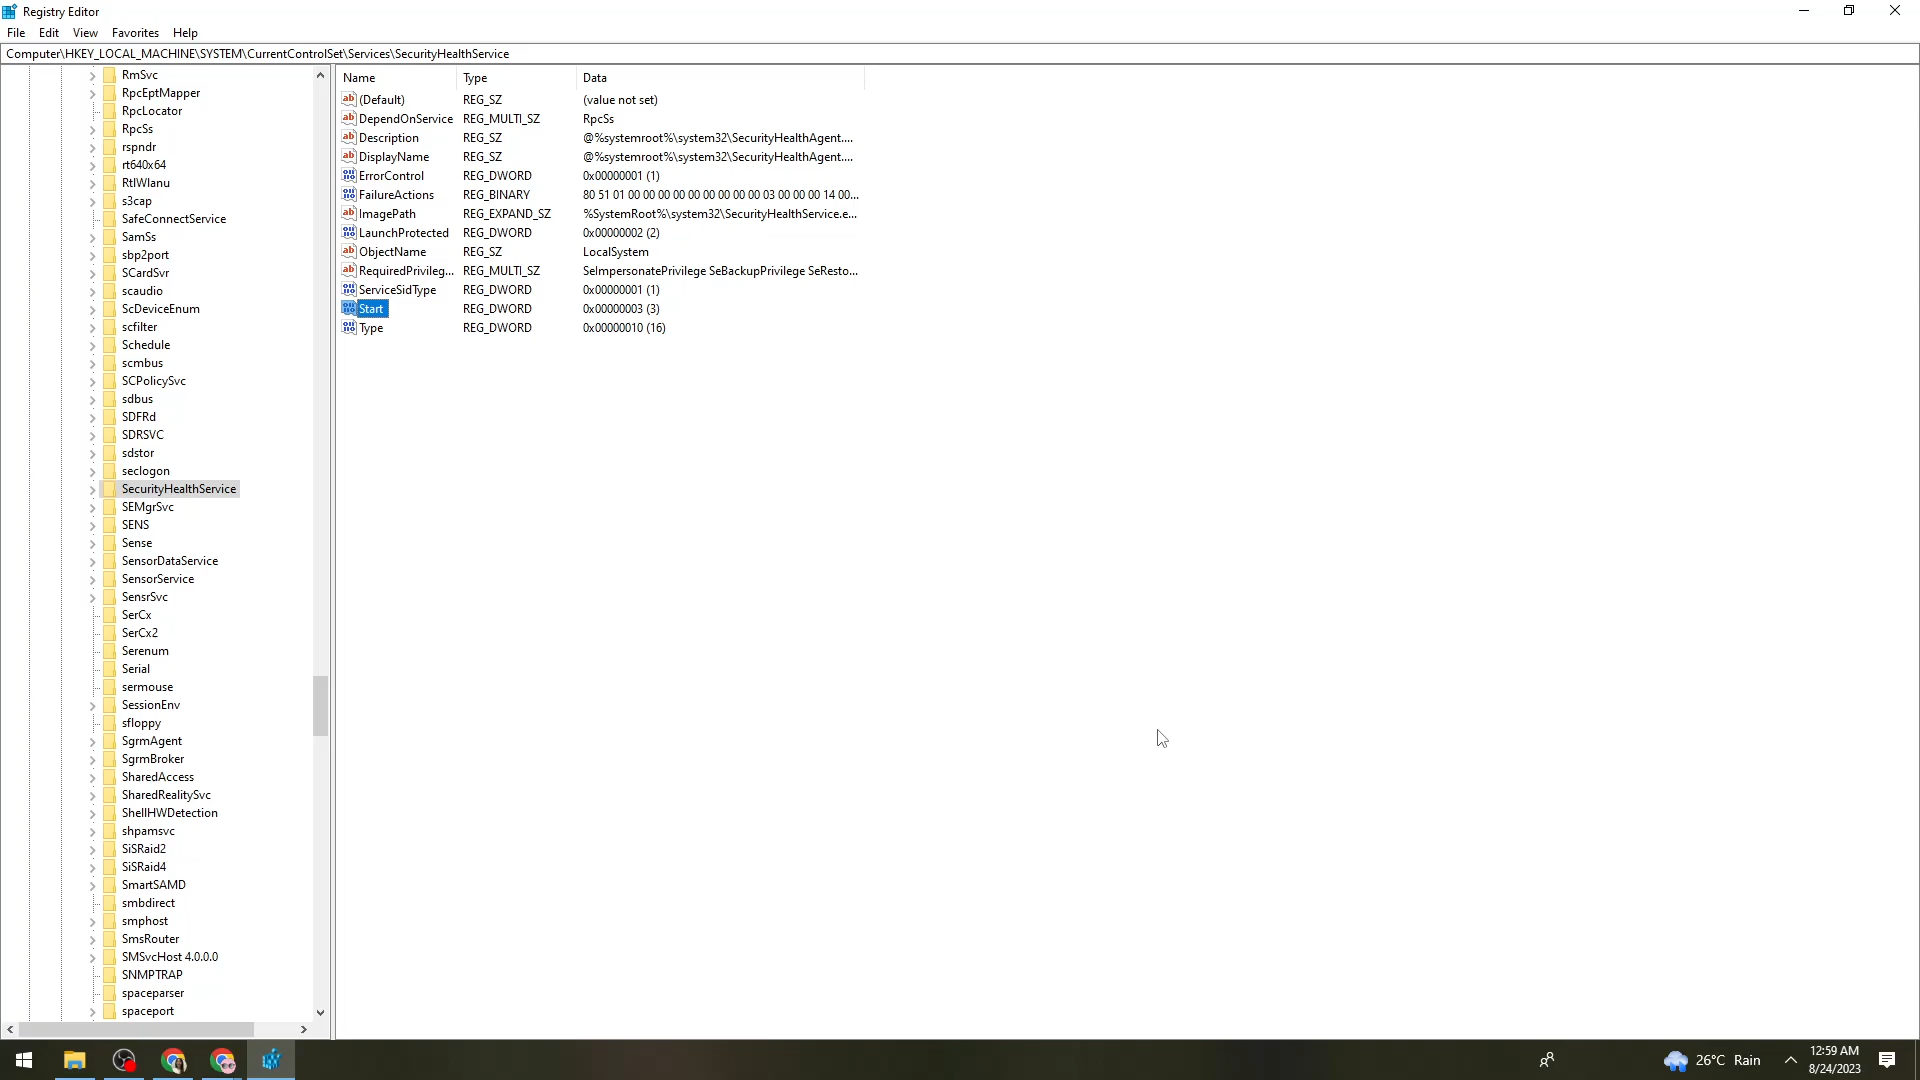 Registry Editor
File Edit View Favorites Help
Computer\HKEY_LOCAL_MACHINE\SYSTEM\CurrentControlSet\Services\SecurityHealthService
RmSvc
RpcEptMapper
RpcLocator
RpcSs
rspndr
rt640x64
RtlWlanu
s3cap
SafeConnectService
SamSs
sbp2port
SCardSvr
scaudio
ScDeviceEnum
scfilter
Schedule
scmbus
SCPolicySvc
sdbus
SDFRd
SDRSVC
sdstor
seclogon
SecurityHealthService
SEMgrSvc
SENS
Sense
SensorDataService
SensorService
SensrSvc
SerCx
SerCx2
Serenum
Serial
sermouse
SessionEnv
sfloppy
SgrmAgent
SgrmBroker
SharedAccess
SharedRealitySvc
ShellHWDetection
shpamsvc
SiSRaid2
SiSRaid4
SmartSAMD
smbdirect
smphost
SmsRouter
SMSvcHost 4.0.0.0
SNMPTRAP
spaceparser
spaceport
Name Type Data
(Default) REG_SZ (value not set)
DependOnService REG_MULTI_SZ RpcSs
Description REG_SZ @%systemroot%\system32\SecurityHealthAgent....
DisplayName REG_SZ @%systemroot%\system32\SecurityHealthAgent....
ErrorControl REG_DWORD 0x00000001 (1)
FailureActions REG_BINARY 80 51 01 00 00 00 00 00 00 00 00 00 03 00 00 00 14 00...
ImagePath REG_EXPAND_SZ %SystemRoot%\system32\SecurityHealthService.e...
LaunchProtected REG_DWORD 0x00000002 (2)
ObjectName REG_SZ LocalSystem
RequiredPrivileg... REG_MULTI_SZ SeImpersonatePrivilege SeBackupPrivilege SeResto...
ServiceSidType REG_DWORD 0x00000001 (1)
Start REG_DWORD 0x00000003 (3)
Type REG_DWORD 0x00000010 (16)
26°C Rain
12:59 AM
8/24/2023